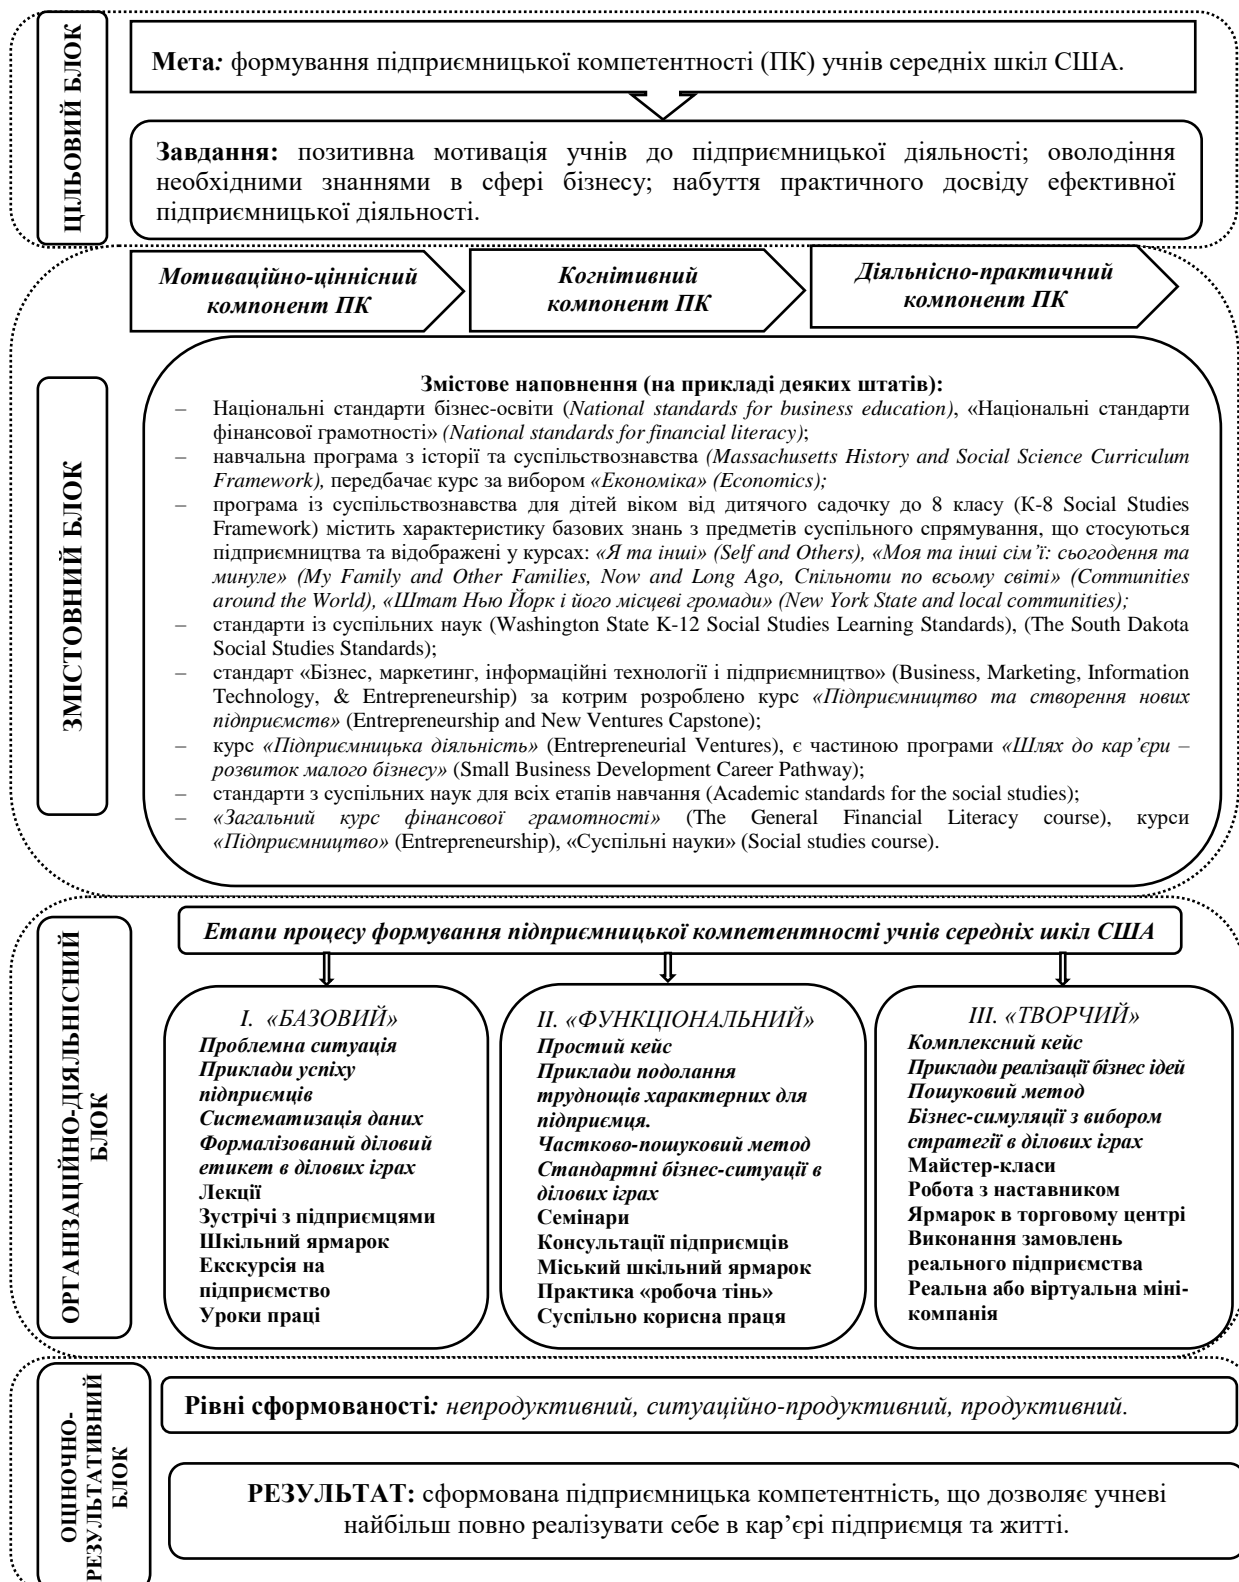 ЦІЛЬОВИЙ БЛОК
Мета: формування підприємницької компетентності (ПК) учнів середніх шкіл США.
Завдання: позитивна мотивація учнів до підприємницької діяльності; оволодіння
необхідними знаннями в сфері бізнесу; набуття практичного досвіду ефективної
підприємницької діяльності.
ЗМІСТОВНИЙ БЛОК
Мотиваційно-ціннісний
компонент ПК
Когнітивний
компонент ПК
Діяльнісно-практичний
компонент ПК
Змістове наповнення (на прикладі деяких штатів):
– Національні стандарти бізнес-освіти (National standards for business education), «Національні стандарти
фінансової грамотності» (National standards for financial literacy);
– навчальна програма з історії та суспільствознавства (Massachusetts History and Social Science Curriculum
Framework), передбачає курс за вибором «Економіка» (Economics);
– програма із суспільствознавства для дітей віком від дитячого садочку до 8 класу (К-8 Social Studies
Framework) містить характеристику базових знань з предметів суспільного спрямування, що стосуються
підприємництва та відображені у курсах: «Я та інші» (Self and Others), «Моя та інші сім’ї: сьогодення та
минуле» (My Family and Other Families, Now and Long Ago, Спільноти по всьому світі» (Communities
around the World), «Штат Нью Йорк і його місцеві громади» (New York State and local communities);
– стандарти із суспільних наук (Washington State K-12 Social Studies Learning Standards), (The South Dakota
Social Studies Standards);
– стандарт «Бізнес, маркетинг, інформаційні технології і підприємництво» (Business, Marketing, Information
Technology, & Entrepreneurship) за котрим розроблено курс «Підприємництво та створення нових
підприємств» (Entrepreneurship and New Ventures Capstone);
– курс «Підприємницька діяльність» (Entrepreneurial Ventures), є частиною програми «Шлях до кар’єри –
розвиток малого бізнесу» (Small Business Development Career Pathway);
– стандарти з суспільних наук для всіх етапів навчання (Academic standards for the social studies);
– «Загальний курс фінансової грамотності» (The General Financial Literacy course), курси
«Підприємництво» (Entrepreneurship), «Суспільні науки» (Social studies course).
ОРГАНІЗАЦІЙНО-ДІЯЛЬНІСНИЙ
БЛОК
Етапи процесу формування підприємницької компетентності учнів середніх шкіл США
І. «БАЗОВИЙ»
Проблемна ситуація
Приклади успіху
підприємців
Систематизація даних
Формалізований діловий
етикет в ділових іграх
Лекції
Зустрічі з підприємцями
Шкільний ярмарок
Екскурсія на
підприємство
Уроки праці
ІІ. «ФУНКЦІОНАЛЬНИЙ»
Простий кейс
Приклади подолання
труднощів характерних для
підприємця.
Частково-пошуковий метод
Стандартні бізнес-ситуації в
ділових іграх
Семінари
Консультації підприємців
Міський шкільний ярмарок
Практика «робоча тінь»
Суспільно корисна праця
ІІІ. «ТВОРЧИЙ»
Комплексний кейс
Приклади реалізації бізнес ідей
Пошуковий метод
Бізнес-симуляції з вибором
стратегії в ділових іграх
Майстер-класи
Робота з наставником
Ярмарок в торговому центрі
Виконання замовлень
реального підприємства
Реальна або віртуальна міні-
компанія
ОЦІНОЧНО-
РЕЗУЛЬТАТИВНИЙ
БЛОК
Рівні сформованості: непродуктивний, ситуаційно-продуктивний, продуктивний.
РЕЗУЛЬТАТ: сформована підприємницька компетентність, що дозволяє учневі
найбільш повно реалізувати себе в кар’єрі підприємця та житті.